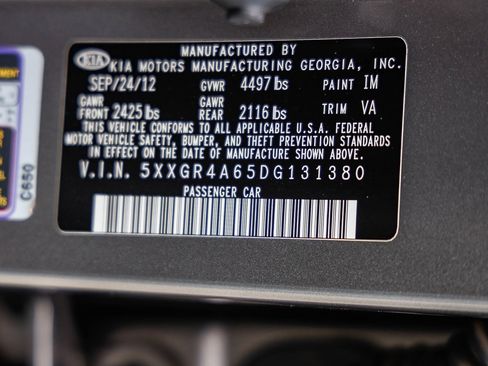 MANUFACTURED BY
KIA KIA MOTORS MANUFACTURING GEORGIA, INC.
SEP/24/12 GVWR 4497 lbs PAINT IM
GAWR FRONT 2425 lbs GAWR REAR 2116 lbs TRIM VA
THIS VEHICLE CONFORMS TO ALL APPLICABLE U.S.A. FEDERAL
MOTOR VEHICLE SAFETY, BUMPER, AND THEFT PREVENTION STANDARDS
IN EFFECT ON THE DATE OF MANUFACTURE SHOWN ABOVE.
V.I.N. 5XXGR4A65DG131380
PASSENGER CAR
C650